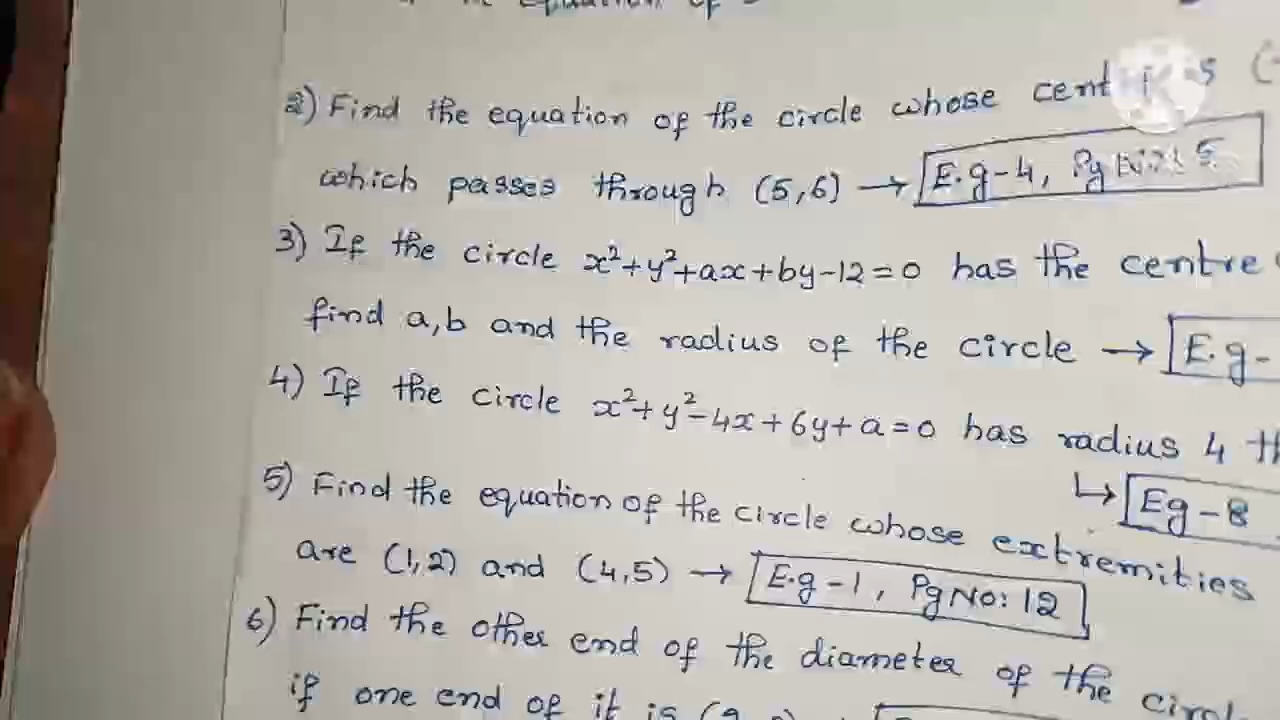 equation of
2) Find the equation of the circle whose is (-
which passes through (5,6) → E.g-4, Pg
3) If the circle x²+y²+ax+by-12=0 has the centre
find a,b and the radius of the circle → E.g-
4) If the circle x²+y²-4x+6y+a=0 has radius 4
↳ Eg-8
5) Find the equation of the circle whose extremities
are (1,2) and (4,5) → E.g-1, Pg No: 12
6) Find the other end of the diameter of the
if one end of it is